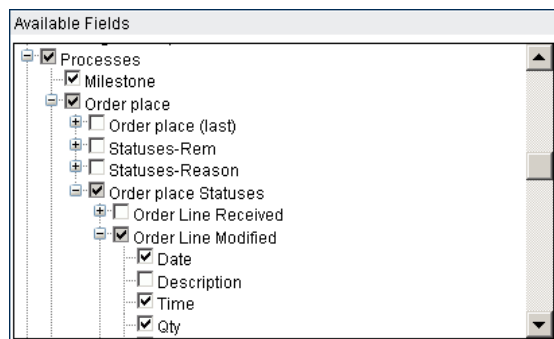 Available Fields
Processes
Milestone
Order place
Order place (last)
Statuses-Rem
Statuses-Reason
Order place Statuses
Order Line Received
Order Line Modified
Date
Description
Time
Qty